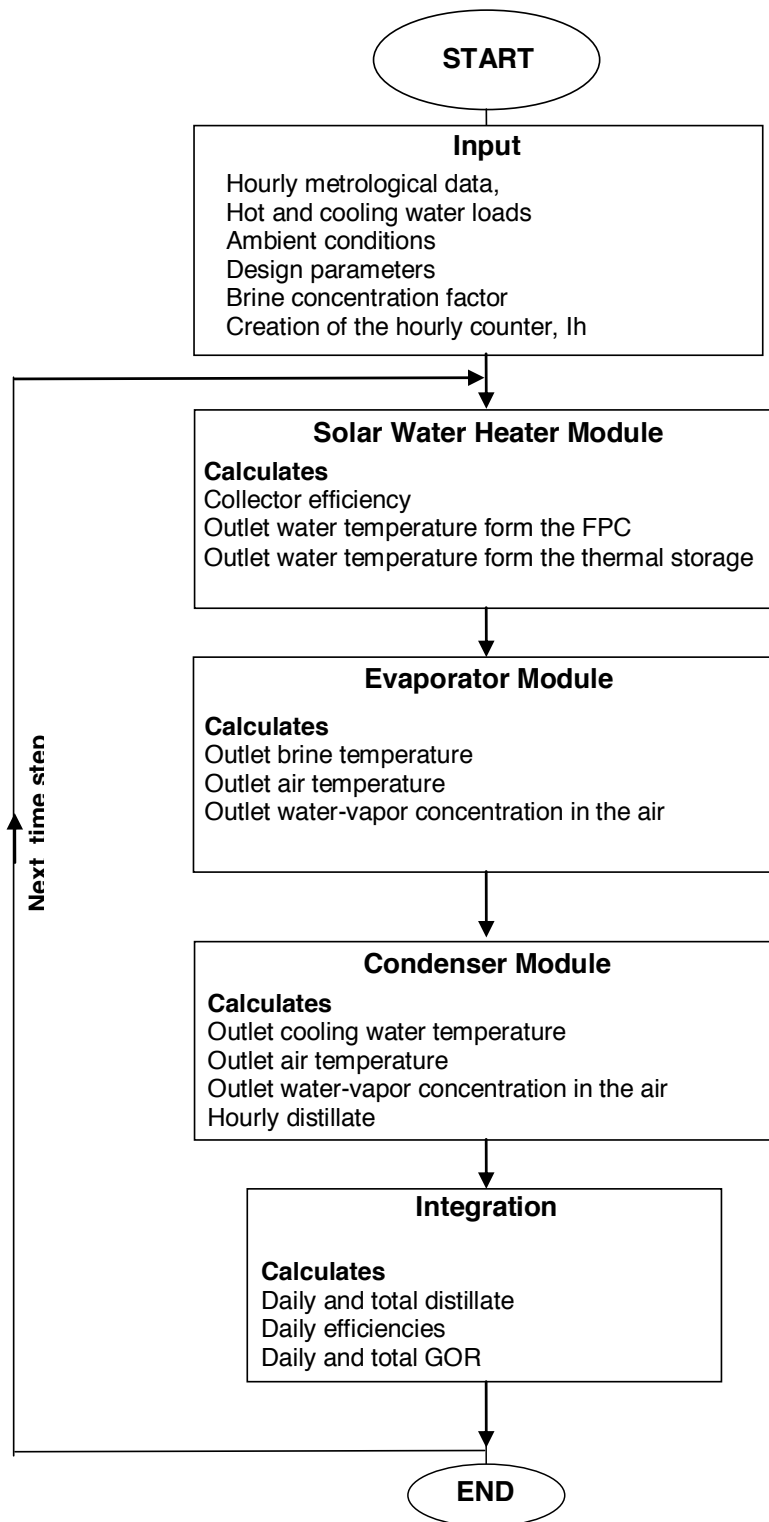 START
Input
Hourly metrological data,
Hot and cooling water loads
Ambient conditions
Design parameters
Brine concentration factor
Creation of the hourly counter, Ih
Solar Water Heater Module
Calculates
Collector efficiency
Outlet water temperature form the FPC
Outlet water temperature form the thermal storage
Evaporator Module
Calculates
Outlet brine temperature
Outlet air temperature
Outlet water-vapor concentration in the air
Next time step
Condenser Module
Calculates
Outlet cooling water temperature
Outlet air temperature
Outlet water-vapor concentration in the air
Hourly distillate
Integration
Calculates
Daily and total distillate
Daily efficiencies
Daily and total GOR
END